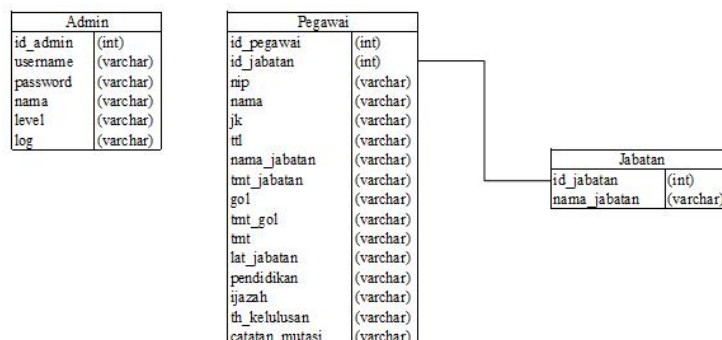 Admin
id_admin (int)
username (varchar)
password (varchar)
nama (varchar)
level (varchar)
log (varchar)
Pegawai
id_pegawai (int)
id_jabatan (int)
nip (varchar)
nama (varchar)
jk (varchar)
ttl (varchar)
nama_jabatan (varchar)
tmt_jabatan (varchar)
gol (varchar)
tmt_gol (varchar)
tmt (varchar)
lat_jabatan (varchar)
pendidikan (varchar)
ijazah (varchar)
th_kelulusan (varchar)
catatan_mutasi (varchar)
Jabatan
id_jabatan (int)
nama_jabatan (varchar)